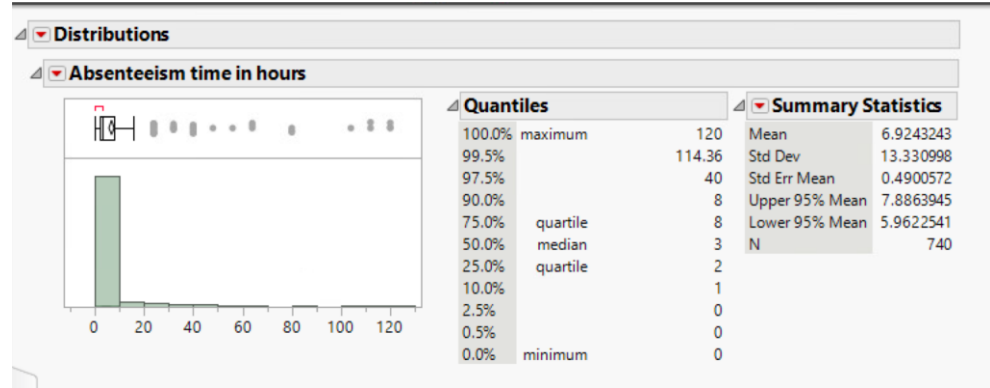 Distributions
Absenteeism time in hours
0 20 40 60 80 100 120
Quantiles
100.0% maximum 120
99.5% 114.36
97.5% 40
90.0% 8
75.0% quartile 8
50.0% median 3
25.0% quartile 2
10.0% 1
2.5% 0
0.5% 0
0.0% minimum 0
Summary Statistics
Mean 6.9243243
Std Dev 13.330998
Std Err Mean 0.4900572
Upper 95% Mean 7.8863945
Lower 95% Mean 5.9622541
N 740